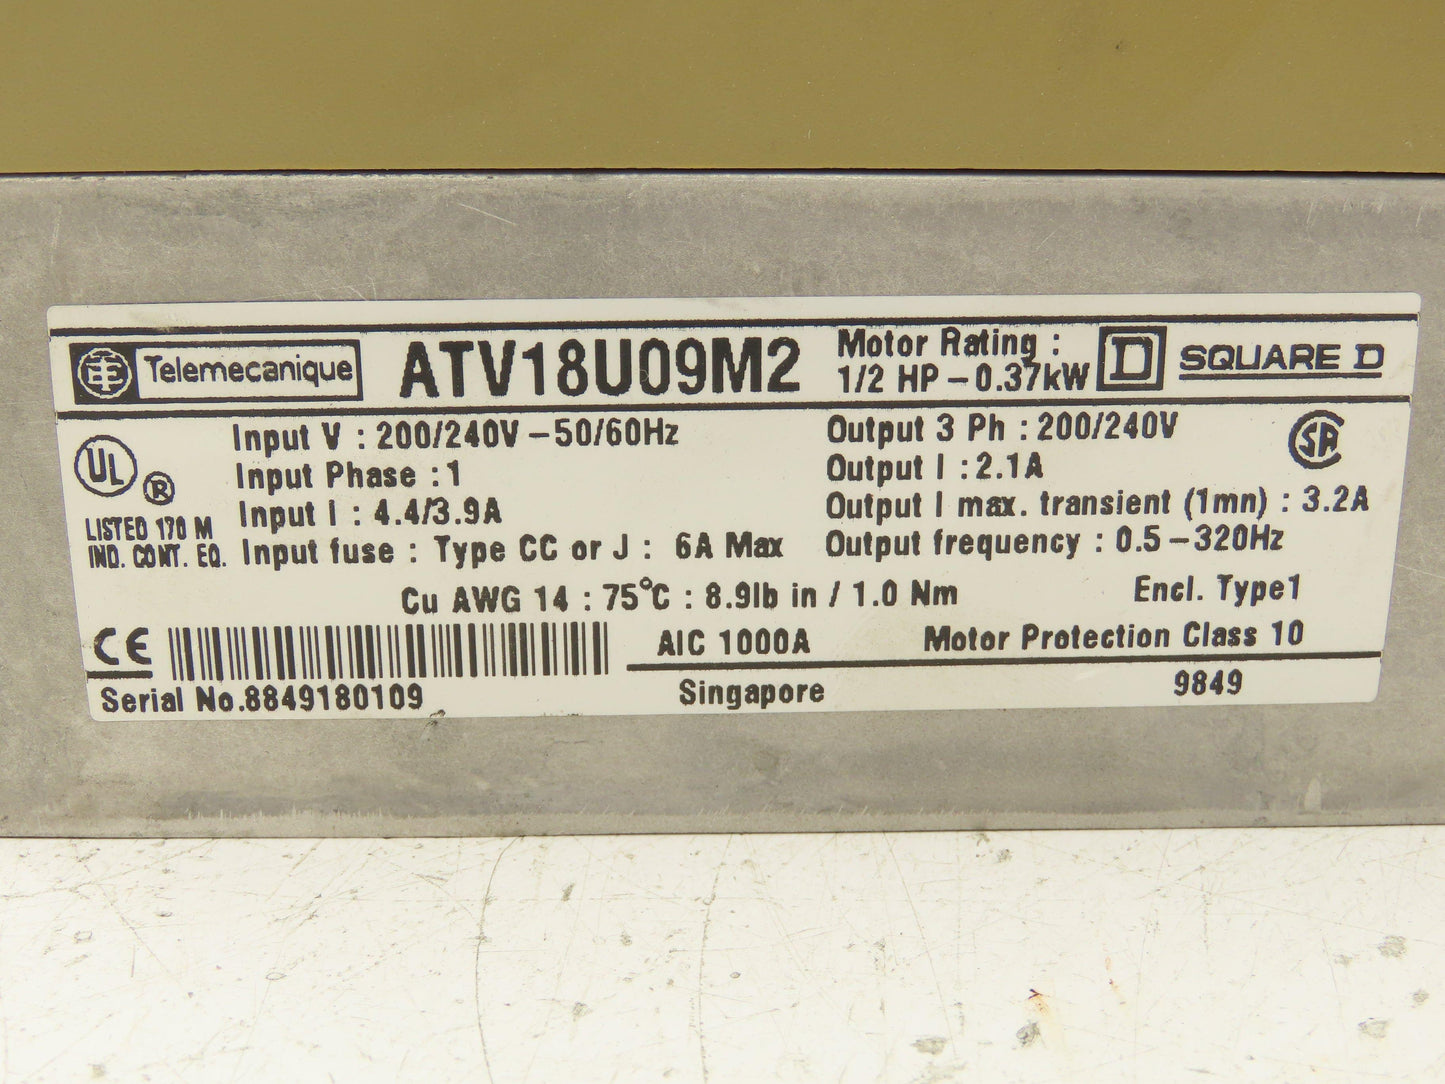 TE Telemecanique ATV18U09M2 Motor Rating : D SQUARE D
1/2 HP - 0.37kW
Input V : 200/240V - 50/60Hz Output 3 Ph : 200/240V SA
UL ® Input Phase : 1 Output I : 2.1A
LISTED 170 M Input I : 4.4/3.9A Output I max. transient (1mn) : 3.2A
IND. CONT. EQ. Input fuse : Type CC or J : 6A Max Output frequency : 0.5 - 320Hz
Cu AWG 14 : 75°C : 8.9lb in / 1.0 Nm Encl. Type1
CE AIC 1000A Motor Protection Class 10
Serial No.8849180109 Singapore 9849